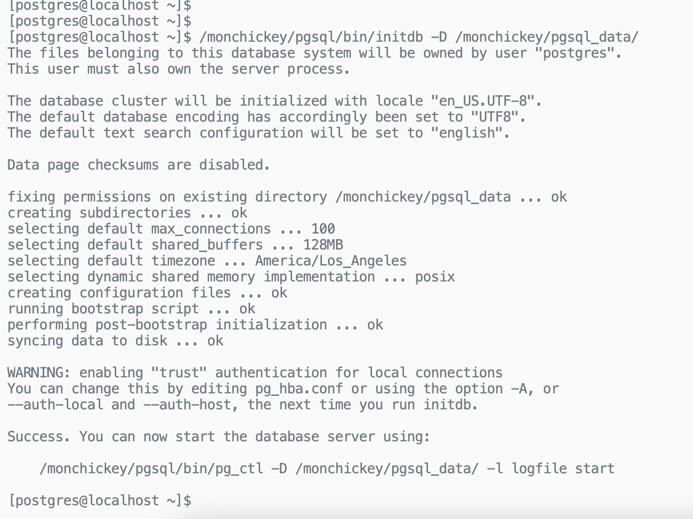 [postgres@localhost ~]$
[postgres@localhost ~]$
[postgres@localhost ~]$ /monchickey/pgsql/bin/initdb -D /monchickey/pgsql_data/
The files belonging to this database system will be owned by user "postgres".
This user must also own the server process.

The database cluster will be initialized with locale "en_US.UTF-8".
The default database encoding has accordingly been set to "UTF8".
The default text search configuration will be set to "english".

Data page checksums are disabled.

fixing permissions on existing directory /monchickey/pgsql_data ... ok
creating subdirectories ... ok
selecting default max_connections ... 100
selecting default shared_buffers ... 128MB
selecting default timezone ... America/Los_Angeles
selecting dynamic shared memory implementation ... posix
creating configuration files ... ok
running bootstrap script ... ok
performing post-bootstrap initialization ... ok
syncing data to disk ... ok

WARNING: enabling "trust" authentication for local connections
You can change this by editing pg_hba.conf or using the option -A, or
--auth-local and --auth-host, the next time you run initdb.

Success. You can now start the database server using:

    /monchickey/pgsql/bin/pg_ctl -D /monchickey/pgsql_data/ -l logfile start

[postgres@localhost ~]$